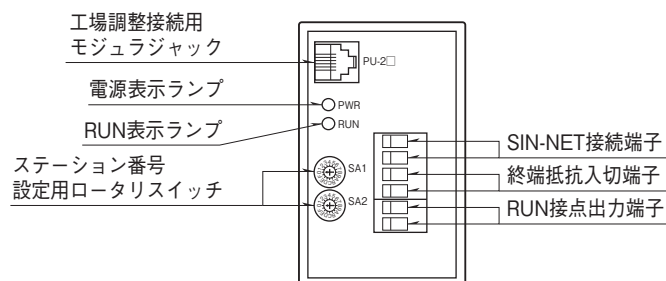 工場調整接続用
モジュラジャック
PU-2□
電源表示ランプ
PWR
RUN表示ランプ
RUN
ステーション番号
設定用ロータリスイッチ
SA1
SA2
SIN-NET接続端子
終端抵抗入切端子
RUN接点出力端子